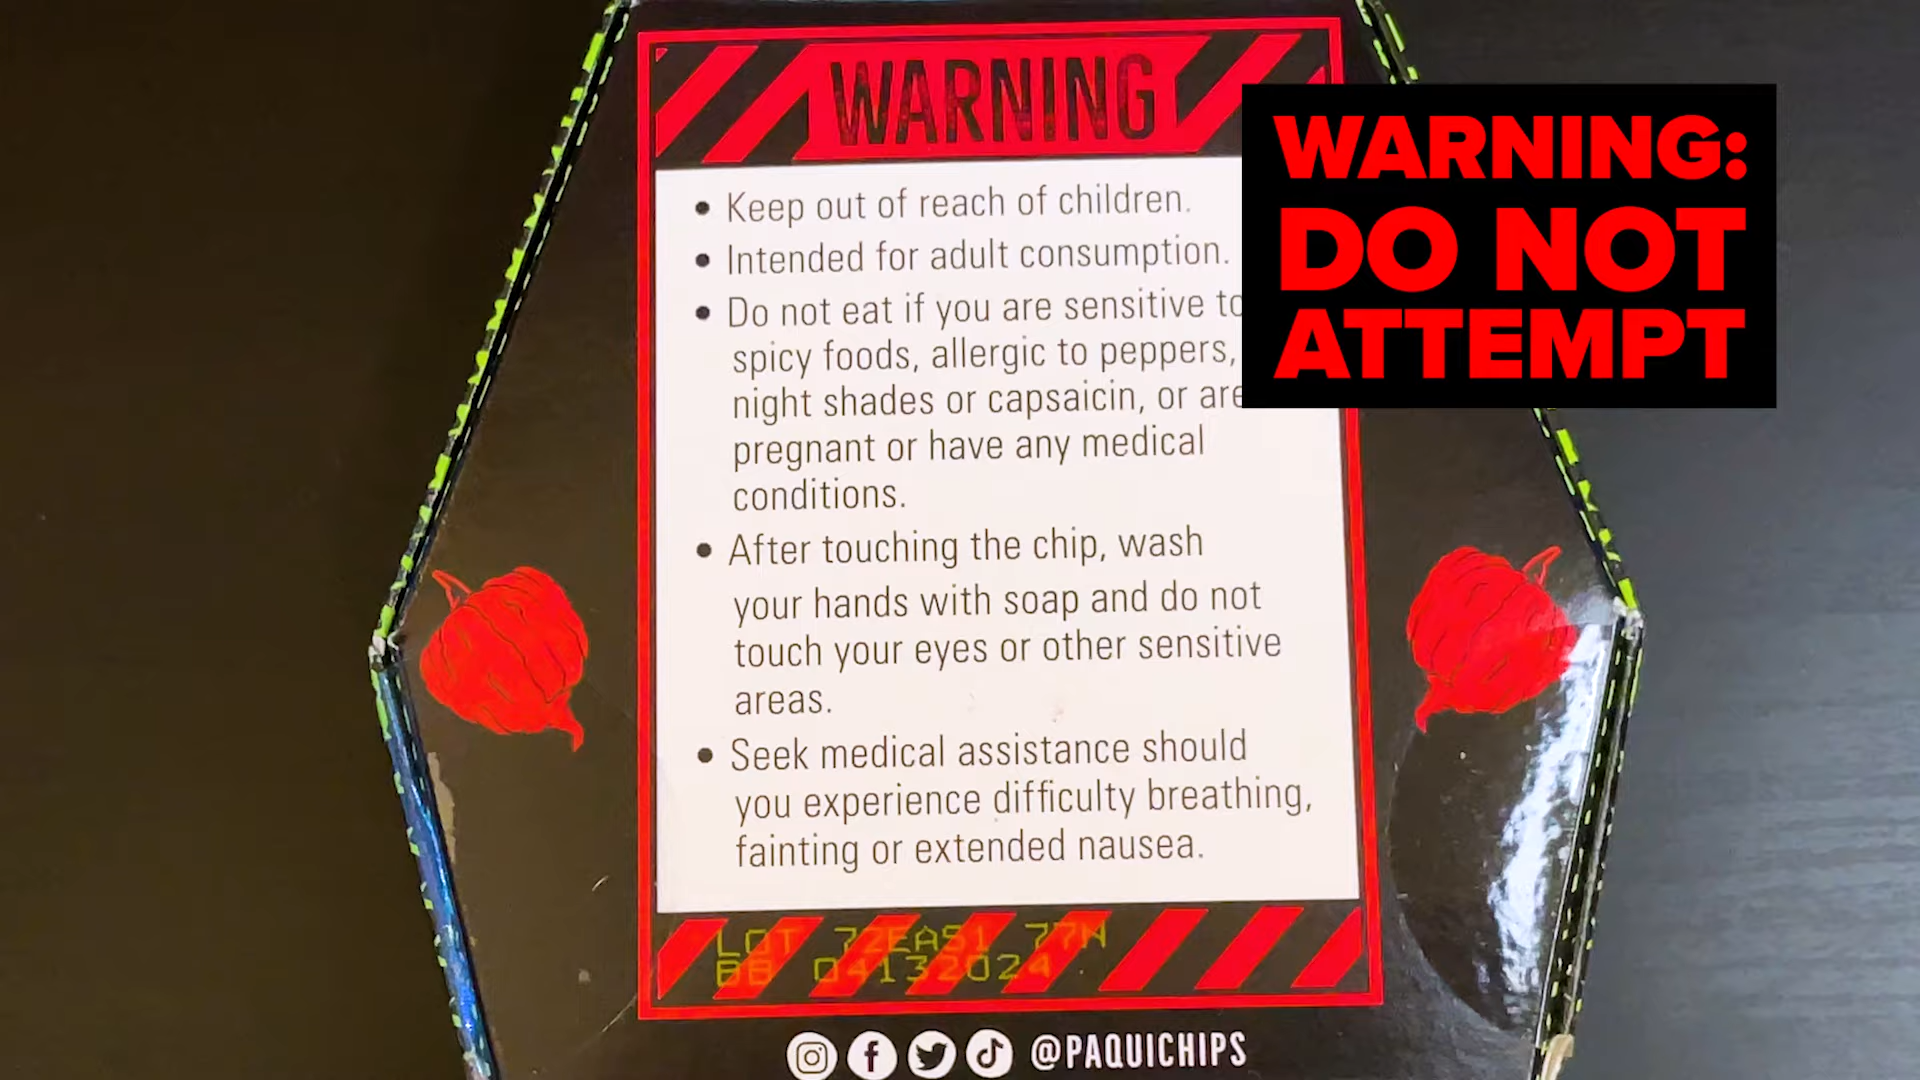 WARNING
WARNING:
DO NOT
ATTEMPT
• Keep out of reach of children.
• Intended for adult consumption.
• Do not eat if you are sensitive to
spicy foods, allergic to peppers,
night shades or capsaicin, or are
pregnant or have any medical
conditions.
• After touching the chip, wash
your hands with soap and do not
touch your eyes or other sensitive
areas.
• Seek medical assistance should
you experience difficulty breathing,
fainting or extended nausea.
LOT 72EAS1 77N
BB 04132024
@PAQUICHIPS